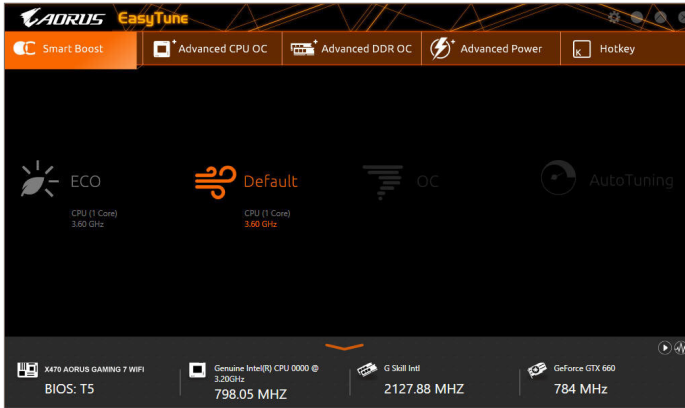 AORUS EasyTune
Smart Boost
Advanced CPU OC
Advanced DDR OC
Advanced Power
K
Hotkey
ECO
CPU (1 Core)
3.60 GHz
Default
CPU (1 Core)
3.60 GHz
OC
AutoTuning
X470 AORUS GAMING 7 WIFI
BIOS: T5
Genuine Intel(R) CPU 0000 @
3.20GHz
798.05 MHZ
G Skill Intl
2127.88 MHZ
GeForce GTX 660
784 MHz